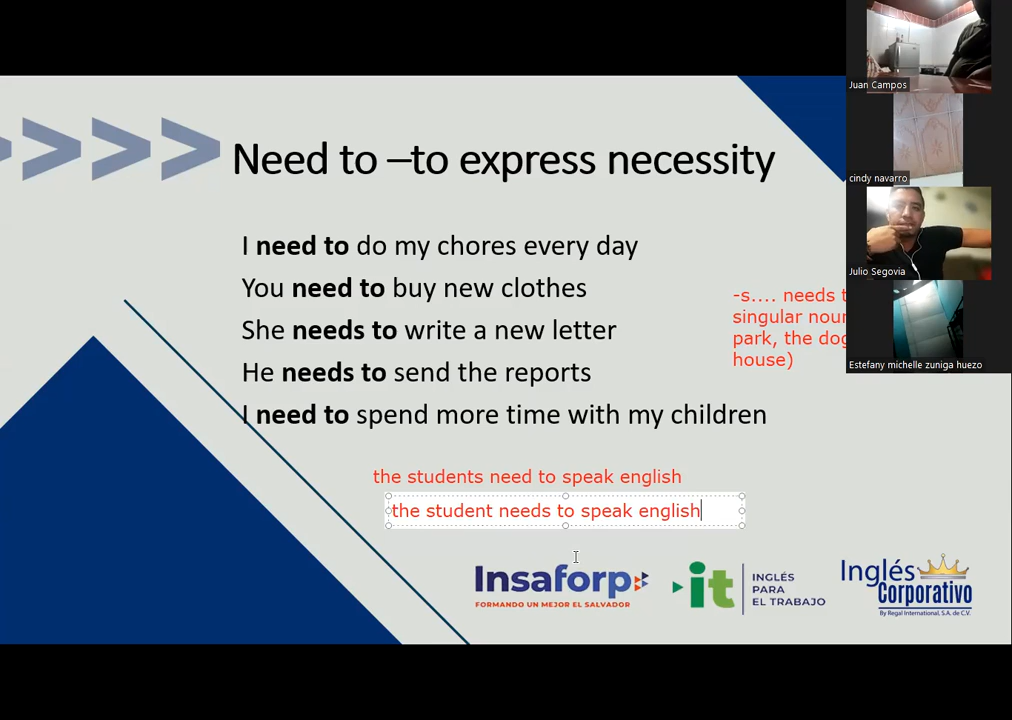 Need to –to express necessity
I need to do my chores every day
You need to buy new clothes
She needs to write a new letter
He needs to send the reports
I need to spend more time with my children
-s.... needs
singular
park, the
house)
the students need to speak english
the student needs to speak english
Insaforp
FORMANDO UN MEJOR EL SALVADOR
it
INGLÉS
PARA
EL TRABAJO
Inglés
Corporativo
By Regal International, S.A. de C.V.
Juan Campos
cindy navarro
Julio Segovia
Estefany michelle zuniga huezo